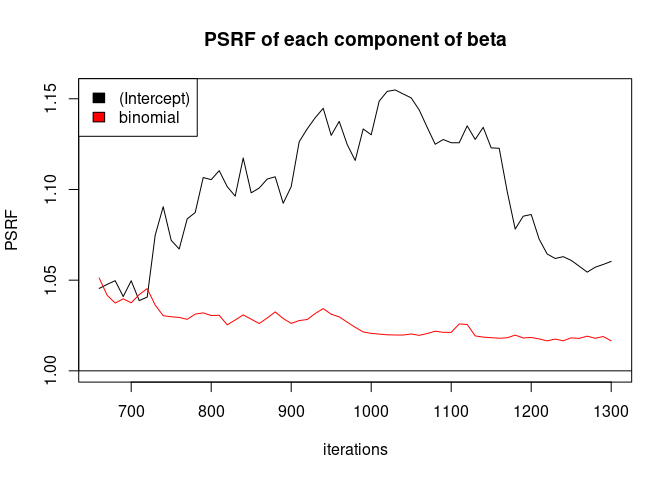 PSRF of each component of beta
(Intercept)
binomial
PSRF
1.15
1.10
1.05
1.00
700 800 900 1000 1100 1200 1300
iterations